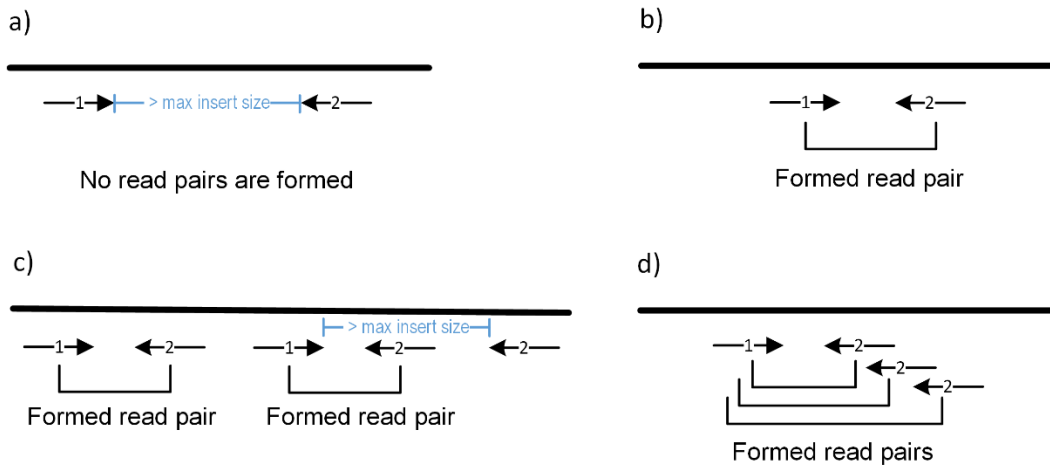 a)
1
> max insert size
2
No read pairs are formed
b)
1
2
Formed read pair
c)
> max insert size
1
2
1
2
2
Formed read pair
Formed read pair
d)
1
2
2
2
Formed read pairs